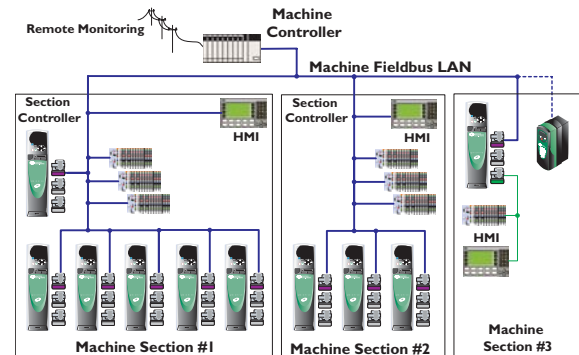 Remote Monitoring
Machine
Controller
Machine Fieldbus LAN
Section
Controller
HMI
Section
Controller
HMI
HMI
Machine Section #1
Machine
Section #2
Machine
Section #3